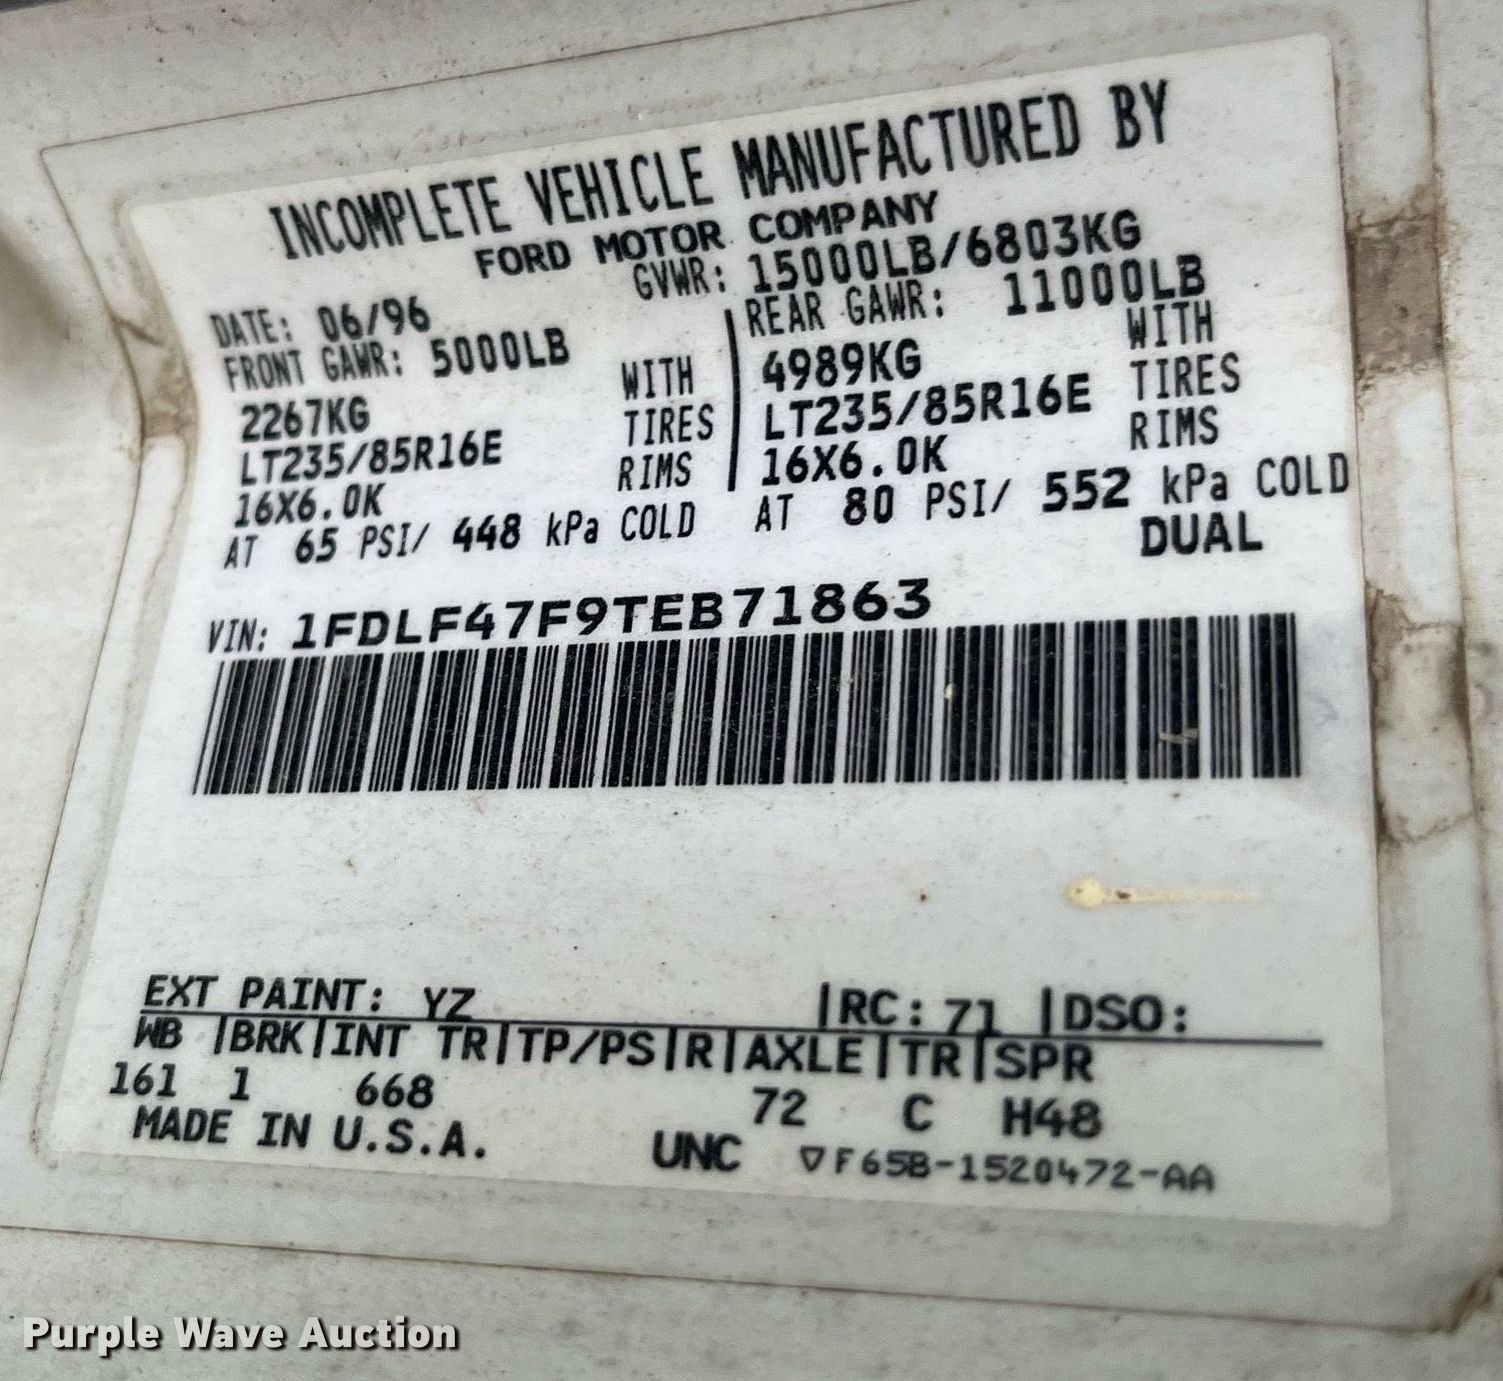 INCOMPLETE VEHICLE MANUFACTURED BY
FORD MOTOR COMPANY
GVWR: 15000LB/6803KG
DATE: 06/96
FRONT GAWR: 5000LB
2267KG WITH
LT235/85R16E TIRES
16X6.0K RIMS
AT 65 PSI/ 448 kPa COLD
REAR GAWR: 11000LB
4989KG WITH
LT235/85R16E TIRES
16X6.0K RIMS
AT 80 PSI/ 552 kPa COLD
DUAL
VIN: 1FDLF47F9TEB71863
EXT PAINT: YZ |RC: 71 |DSO:
WB |BRK|INT TR|TP/PS|R|AXLE|TR|SPR
161 1 668 72 C H48
MADE IN U.S.A.
UNC ▽F65B-1520472-AA
Purple Wave Auction